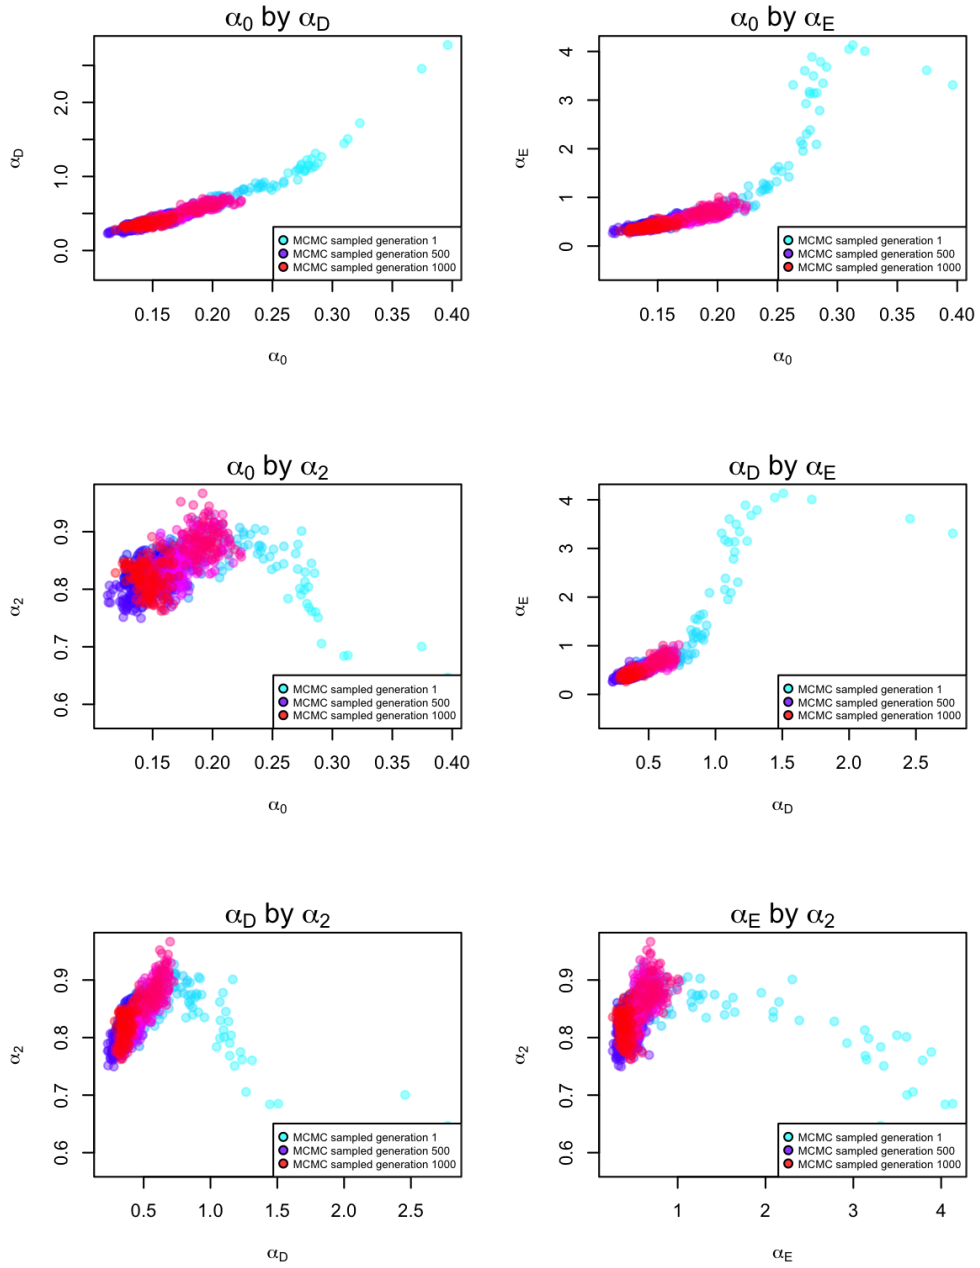 α0 by αD
αD
0.0 1.0 2.0
MCMC sampled generation 1
MCMC sampled generation 500
MCMC sampled generation 1000
0.15 0.20 0.25 0.30 0.35 0.40
α0
α0 by αE
αE
0 1 2 3 4
MCMC sampled generation 1
MCMC sampled generation 500
MCMC sampled generation 1000
0.15 0.20 0.25 0.30 0.35 0.40
α0
α0 by α2
α2
0.6 0.7 0.8 0.9
MCMC sampled generation 1
MCMC sampled generation 500
MCMC sampled generation 1000
0.15 0.20 0.25 0.30 0.35 0.40
α0
αD by αE
αE
0 1 2 3 4
MCMC sampled generation 1
MCMC sampled generation 500
MCMC sampled generation 1000
0.5 1.0 1.5 2.0 2.5
αD
αD by α2
α2
0.6 0.7 0.8 0.9
MCMC sampled generation 1
MCMC sampled generation 500
MCMC sampled generation 1000
0.5 1.0 1.5 2.0 2.5
αD
αE by α2
α2
0.6 0.7 0.8 0.9
MCMC sampled generation 1
MCMC sampled generation 500
MCMC sampled generation 1000
1 2 3 4
αE